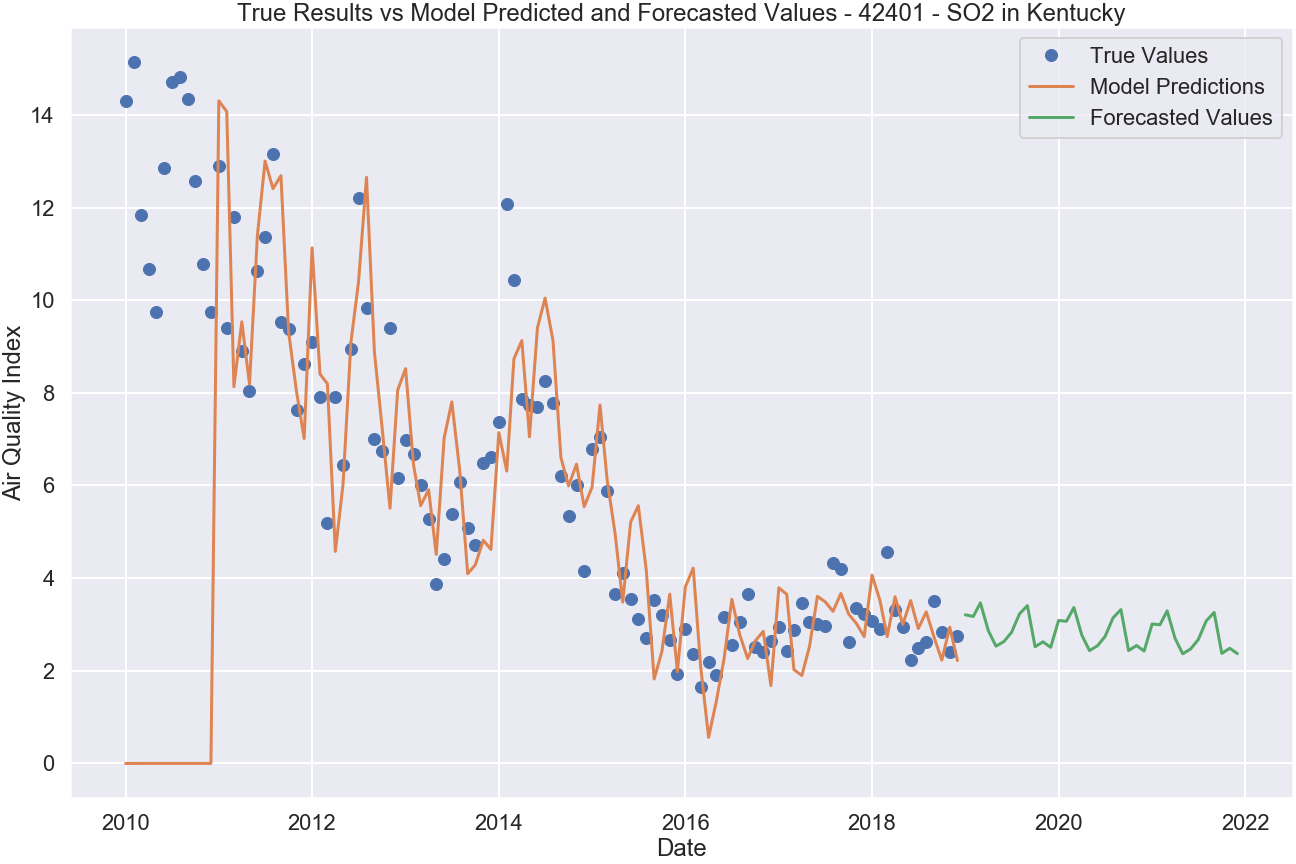 True Results vs Model Predicted and Forecasted Values - 42401 - SO2 in Kentucky
True Values
Model Predictions
Forecasted Values
Air Quality Index
14
12
10
8
6
4
2
0
2010 2012 2014 2016 2018 2020 2022
Date